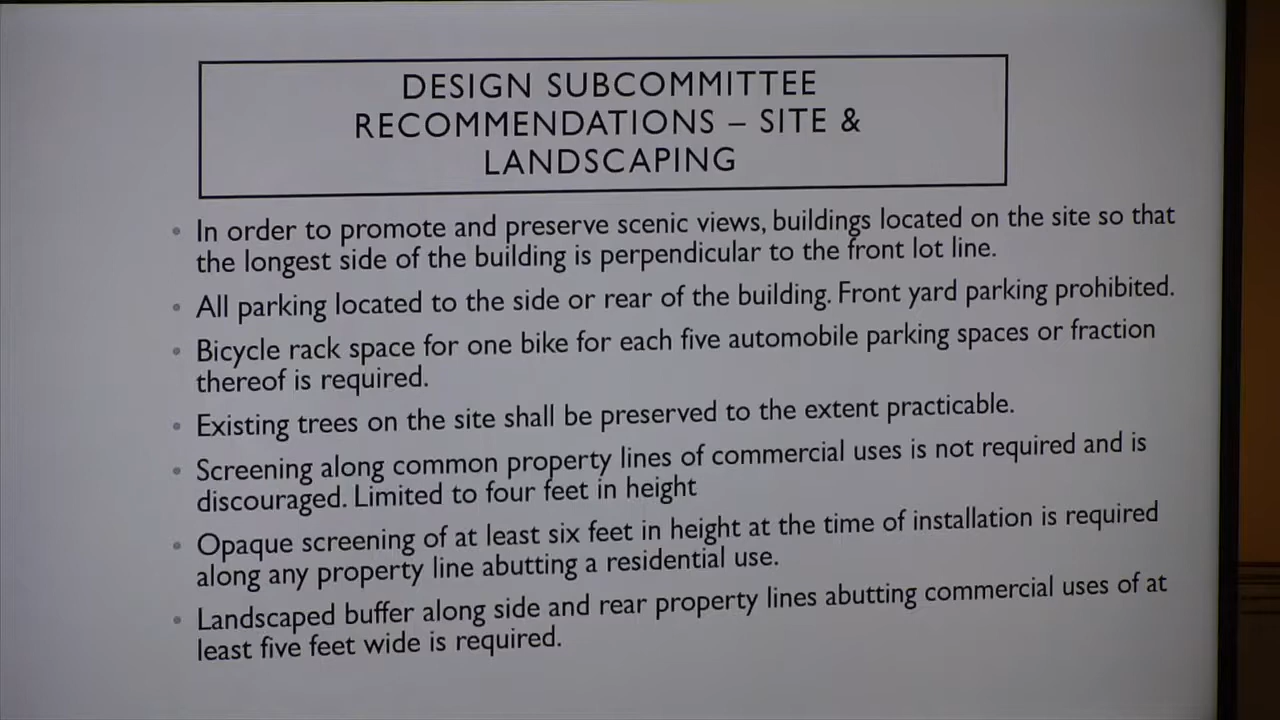 DESIGN SUBCOMMITTEE
RECOMMENDATIONS – SITE &
LANDSCAPING
• In order to promote and preserve scenic views, buildings located on the site so that
the longest side of the building is perpendicular to the front lot line.
• All parking located to the side or rear of the building. Front yard parking prohibited.
• Bicycle rack space for one bike for each five automobile parking spaces or fraction
thereof is required.
• Existing trees on the site shall be preserved to the extent practicable.
• Screening along common property lines of commercial uses is not required and is
discouraged. Limited to four feet in height
• Opaque screening of at least six feet in height at the time of installation is required
along any property line abutting a residential use.
• Landscaped buffer along side and rear property lines abutting commercial uses of at
least five feet wide is required.